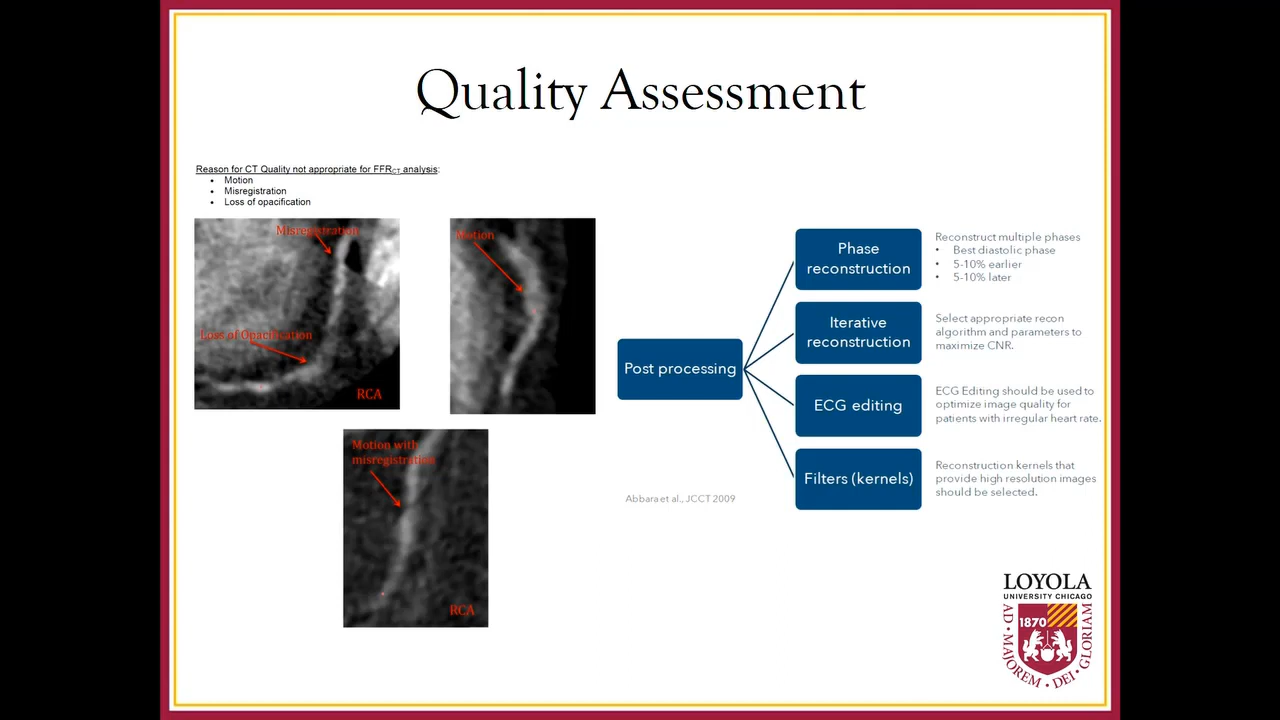 Quality Assessment
Reason for CT Quality not appropriate for FFRCT analysis:
• Motion
• Misregistration
• Loss of opacification
Misregistration
Loss of Opacification
RCA
Motion
Motion with
misregistration
RCA
Post processing
Phase
reconstruction
Reconstruct multiple phases
• Best diastolic phase
• 5-10% earlier
• 5-10% later
Iterative
reconstruction
Select appropriate recon
algorithm and parameters to
maximize CNR.
ECG editing
ECG Editing should be used to
optimize image quality for
patients with irregular heart rate.
Filters (kernels)
Reconstruction kernels that
provide high resolution images
should be selected.
Abbara et al., JCCT 2009
LOYOLA
UNIVERSITY CHICAGO
1870
AD • MAJOREM • DEI • GLORIAM